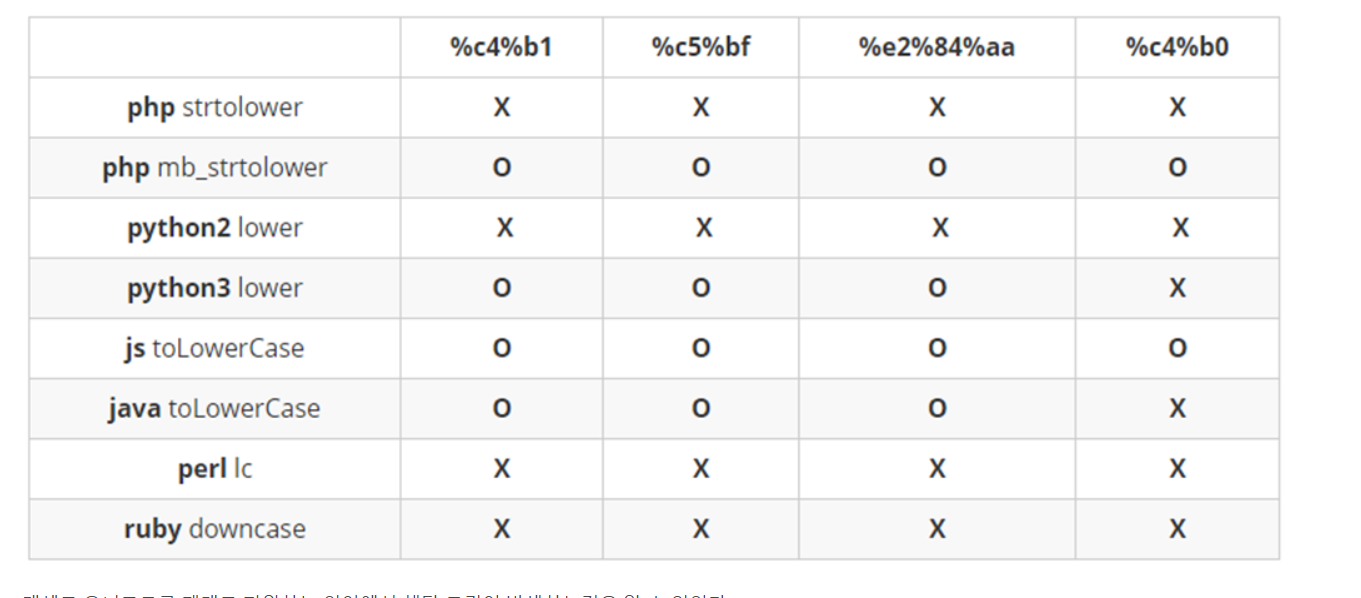 %c4%b1 %c5%bf %e2%84%aa %c4%b0
php strtolower X X X X
php mb_strtolower O O O O
python2 lower X X X X
python3 lower O O O X
js toLowerCase O O O O
java toLowerCase O O O X
perl lc X X X X
ruby downcase X X X X